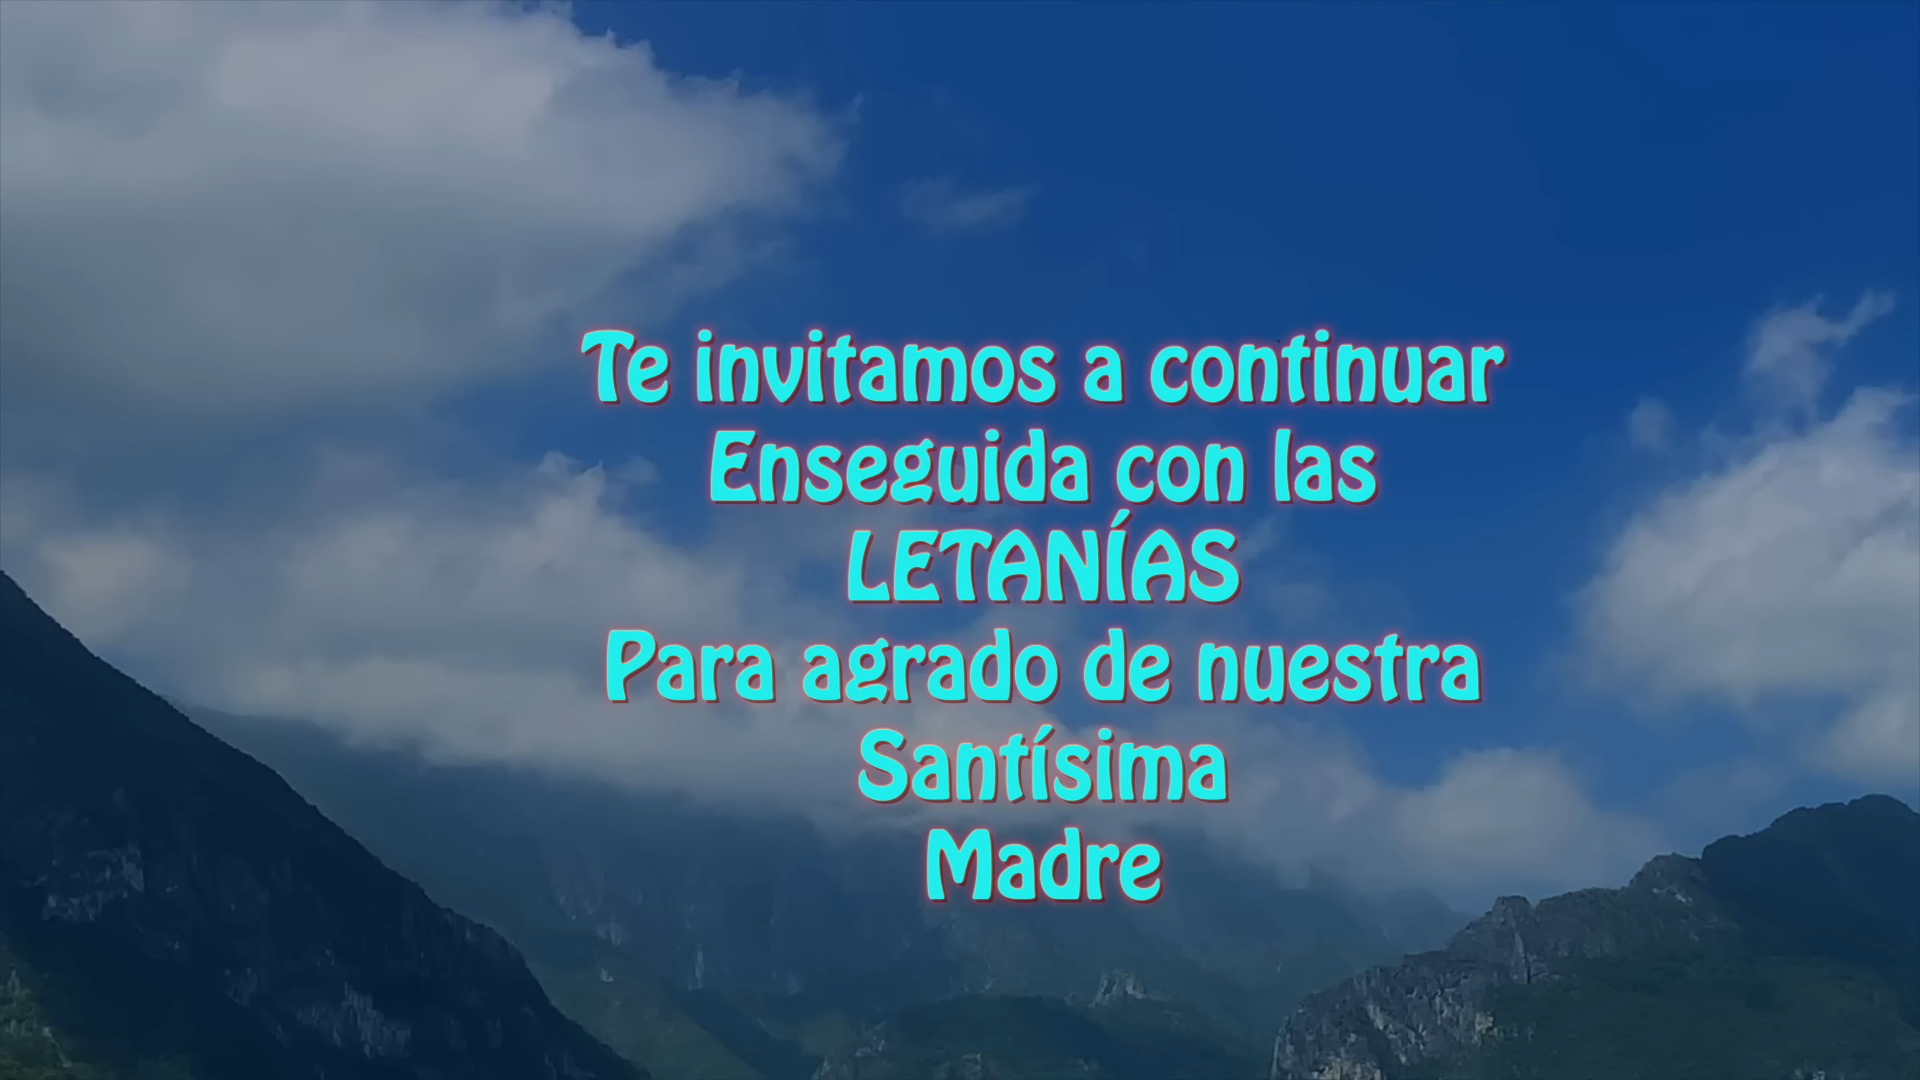 Te invitamos a continuar
Enseguida con las
LETANÍAS
Para agrado de nuestra
Santísima
Madre